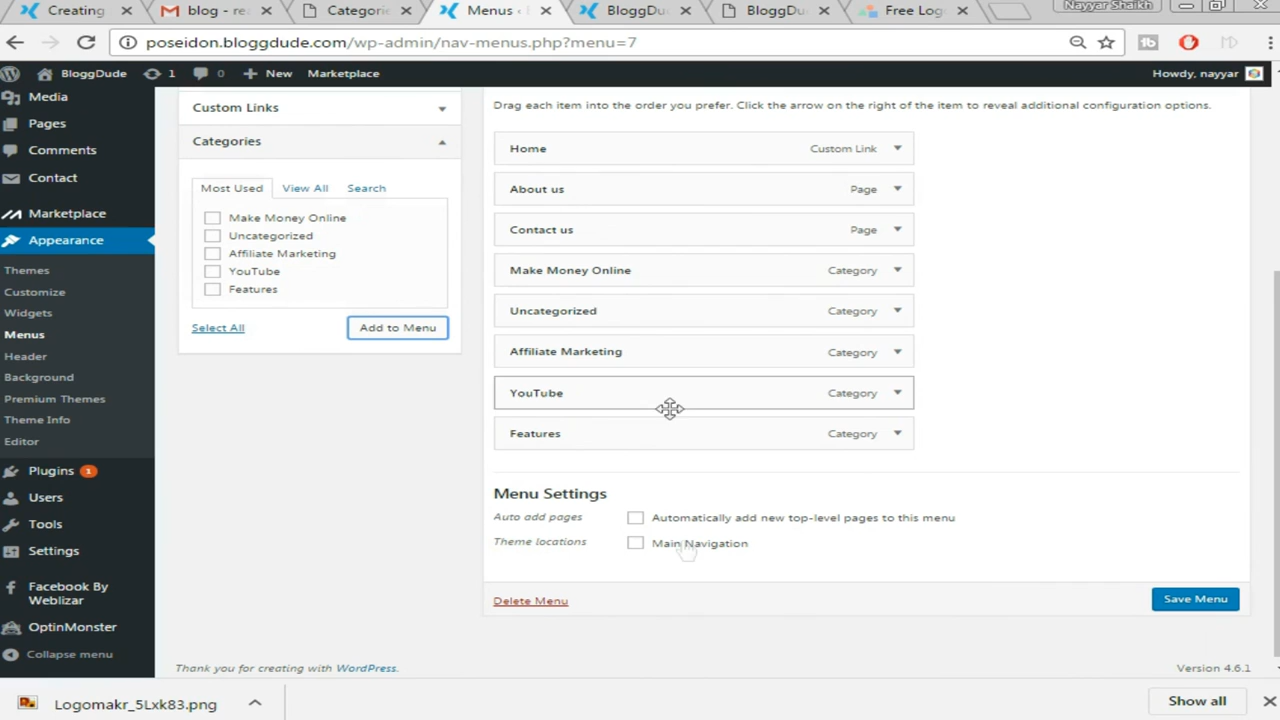 Creating
blog - re
Categorie
Menus ‹
BloggDu
BloggDu
Free Log
Nayyar Shaikh
poseidon.bloggdude.com/wp-admin/nav-menus.php?menu=7
BloggDude
1
0
New
Marketplace
Howdy, nayyar
Media
Pages
Comments
Contact
Marketplace
Appearance
Themes
Customize
Widgets
Menus
Header
Background
Premium Themes
Theme Info
Editor
Plugins 1
Users
Tools
Settings
Facebook By
Weblizar
OptinMonster
Collapse menu
Custom Links
Categories
Most Used
View All
Search
Make Money Online
Uncategorized
Affiliate Marketing
YouTube
Features
Select All
Add to Menu
Drag each item into the order you prefer. Click the arrow on the right of the item to reveal additional configuration options.
Home Custom Link
About us Page
Contact us Page
Make Money Online Category
Uncategorized Category
Affiliate Marketing Category
YouTube Category
Features Category
Menu Settings
Auto add pages Automatically add new top-level pages to this menu
Theme locations Main Navigation
Delete Menu
Save Menu
Thank you for creating with WordPress.
Version 4.6.1
Logomakr_5Lxk83.png
Show all